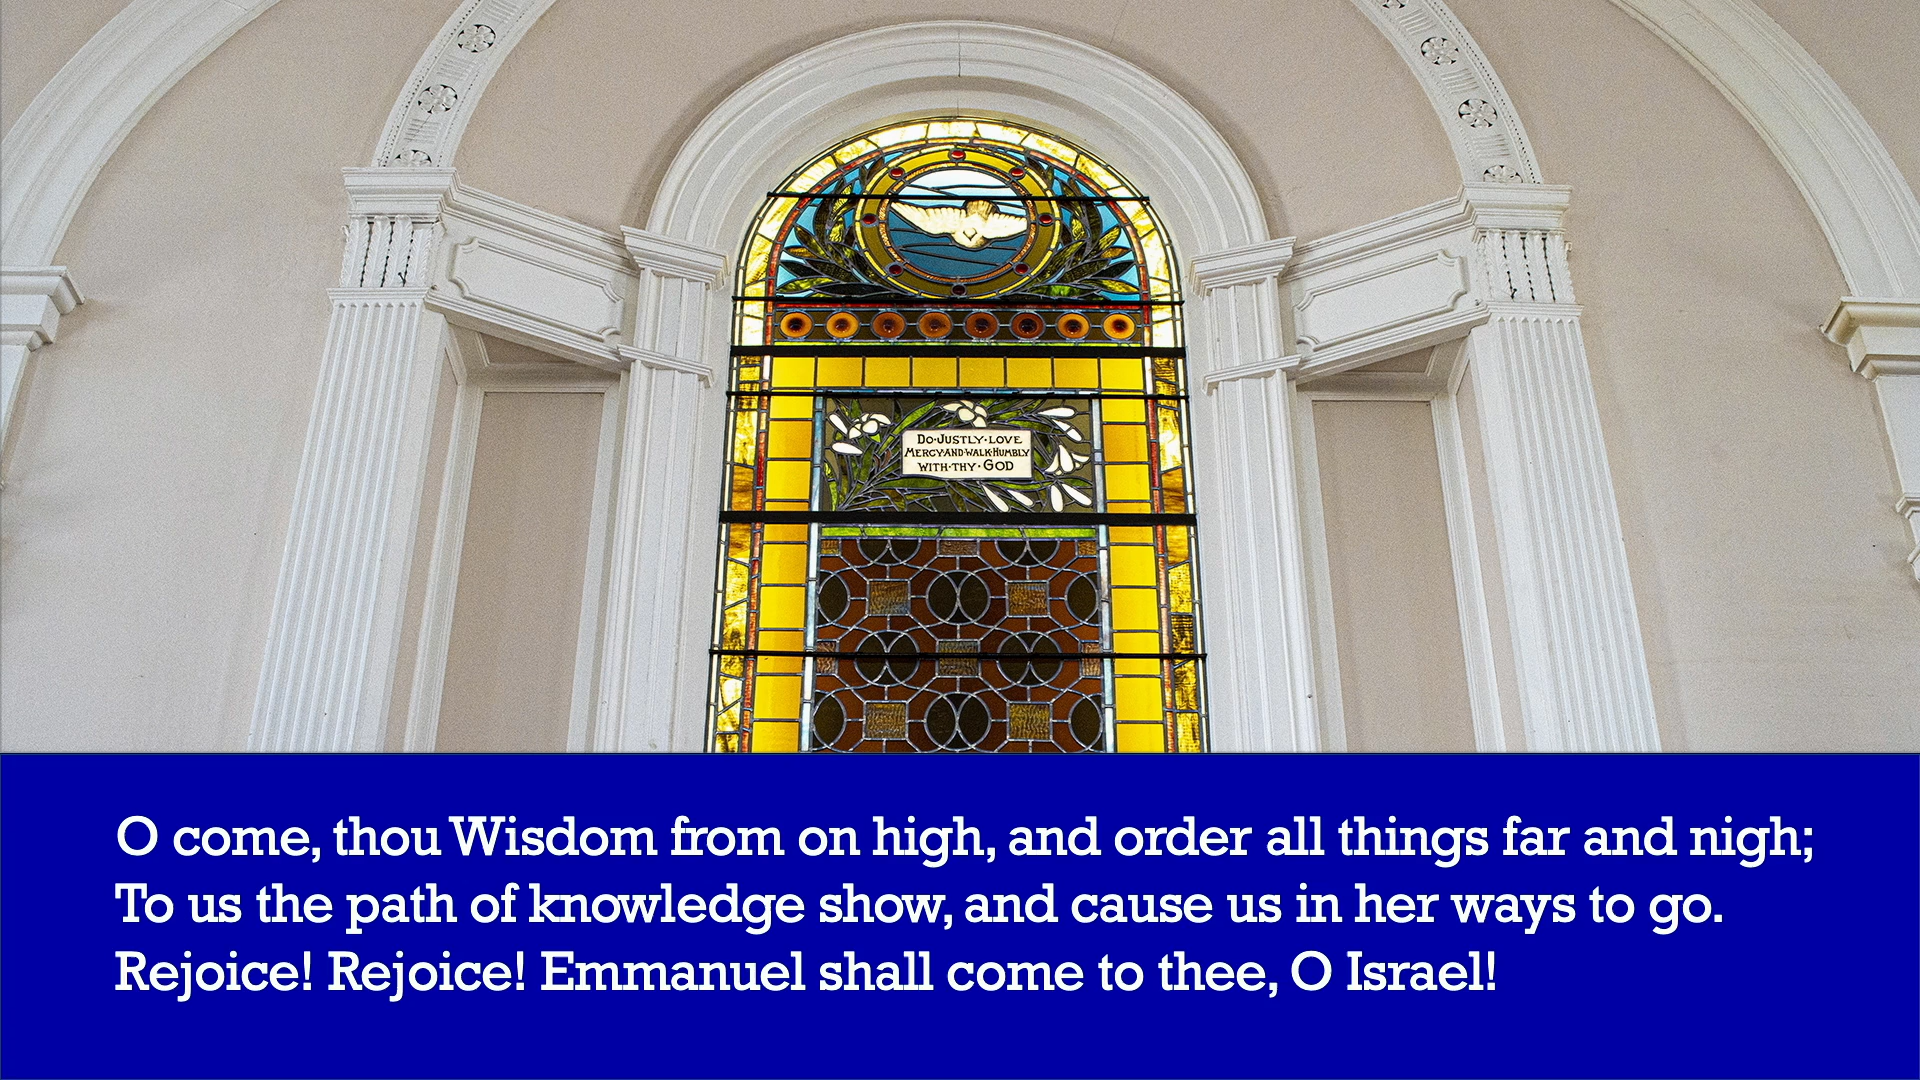 DO·JUSTLY·LOVE
MERCY·AND·WALK·HUMBLY
WITH·THY·GOD
O come, thou Wisdom from on high, and order all things far and nigh;
To us the path of knowledge show, and cause us in her ways to go.
Rejoice! Rejoice! Emmanuel shall come to thee, O Israel!